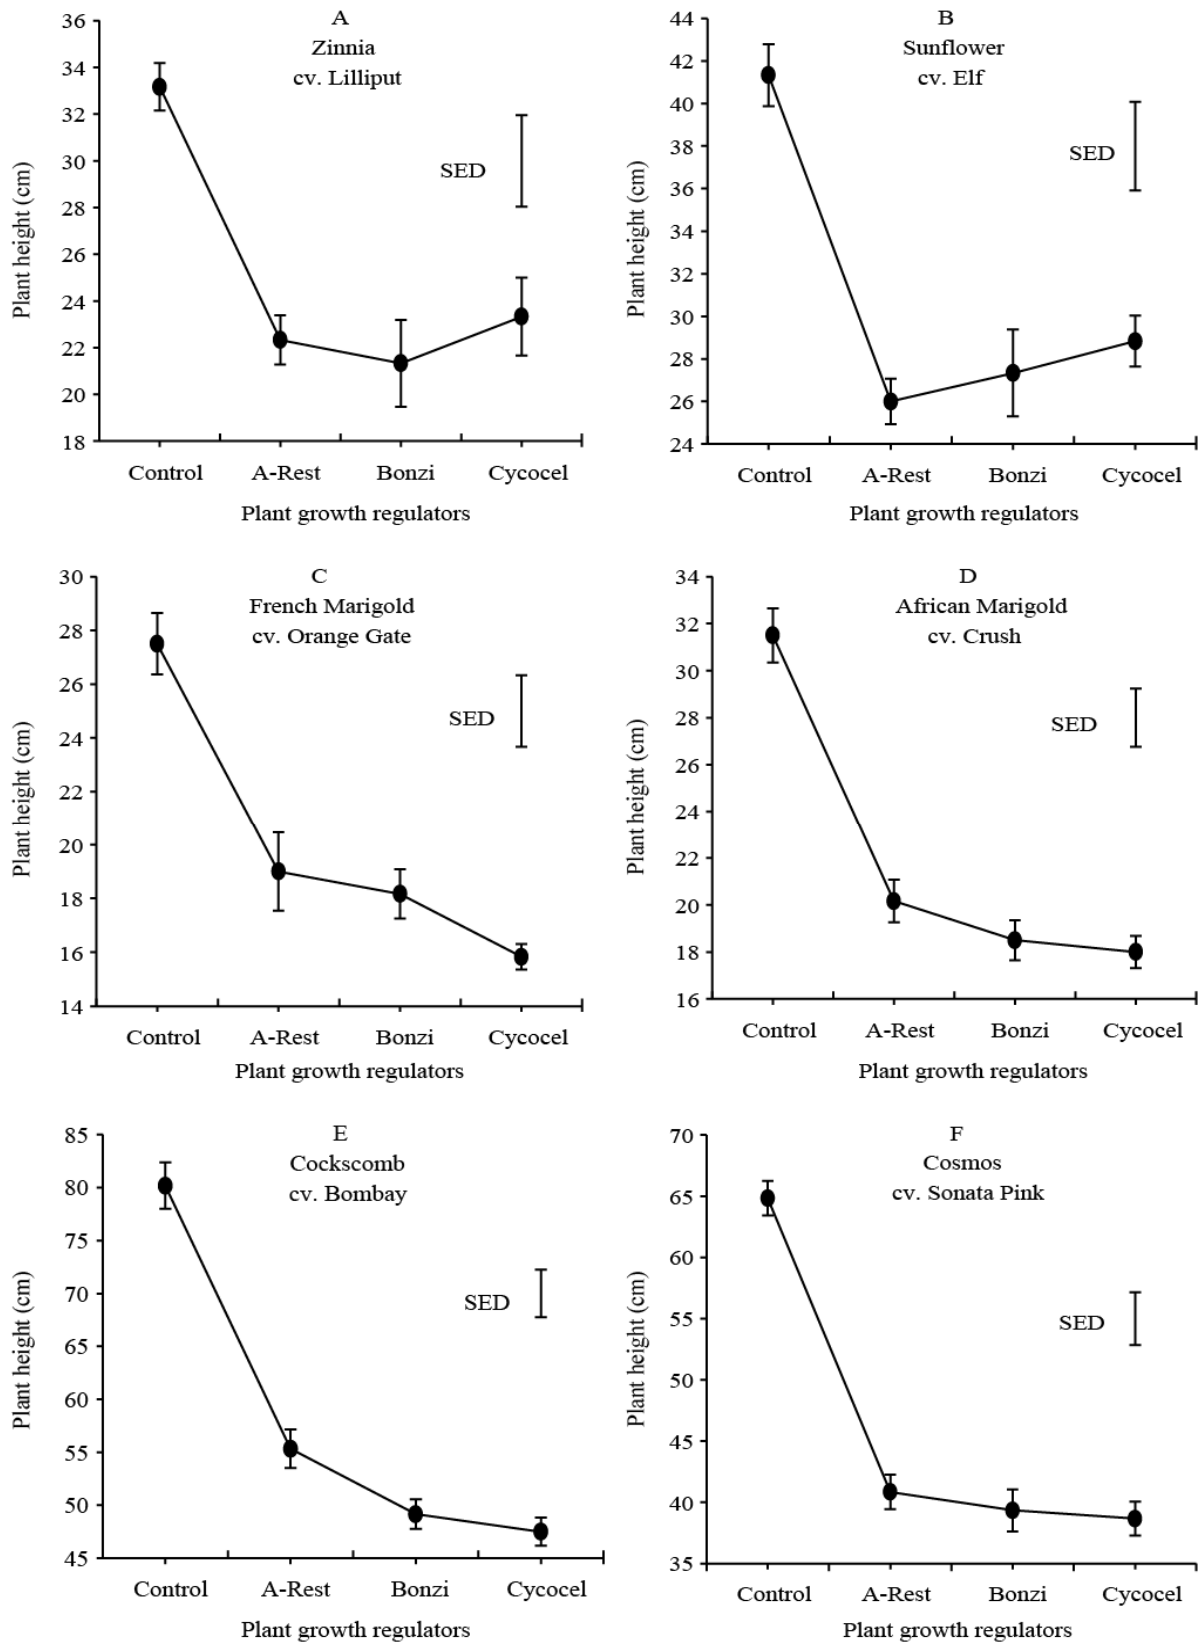 A
Zinnia
cv. Lilliput
Plant height (cm)
36
34
32
30
28
26
24
22
20
18
SED
Control A-Rest Bonzi Cycocel
Plant growth regulators
B
Sunflower
cv. Elf
Plant height (cm)
44
42
40
38
36
34
32
30
28
26
24
SED
Control A-Rest Bonzi Cycocel
Plant growth regulators
C
French Marigold
cv. Orange Gate
Plant height (cm)
30
28
26
24
22
20
18
16
14
SED
Control A-Rest Bonzi Cycocel
Plant growth regulators
D
African Marigold
cv. Crush
Plant height (cm)
34
32
30
28
26
24
22
20
18
16
SED
Control A-Rest Bonzi Cycocel
Plant growth regulators
E
Cockscomb
cv. Bombay
Plant height (cm)
85
80
75
70
65
60
55
50
45
SED
Control A-Rest Bonzi Cycocel
Plant growth regulators
F
Cosmos
cv. Sonata Pink
Plant height (cm)
70
65
60
55
50
45
40
35
SED
Control A-Rest Bonzi Cycocel
Plant growth regulators